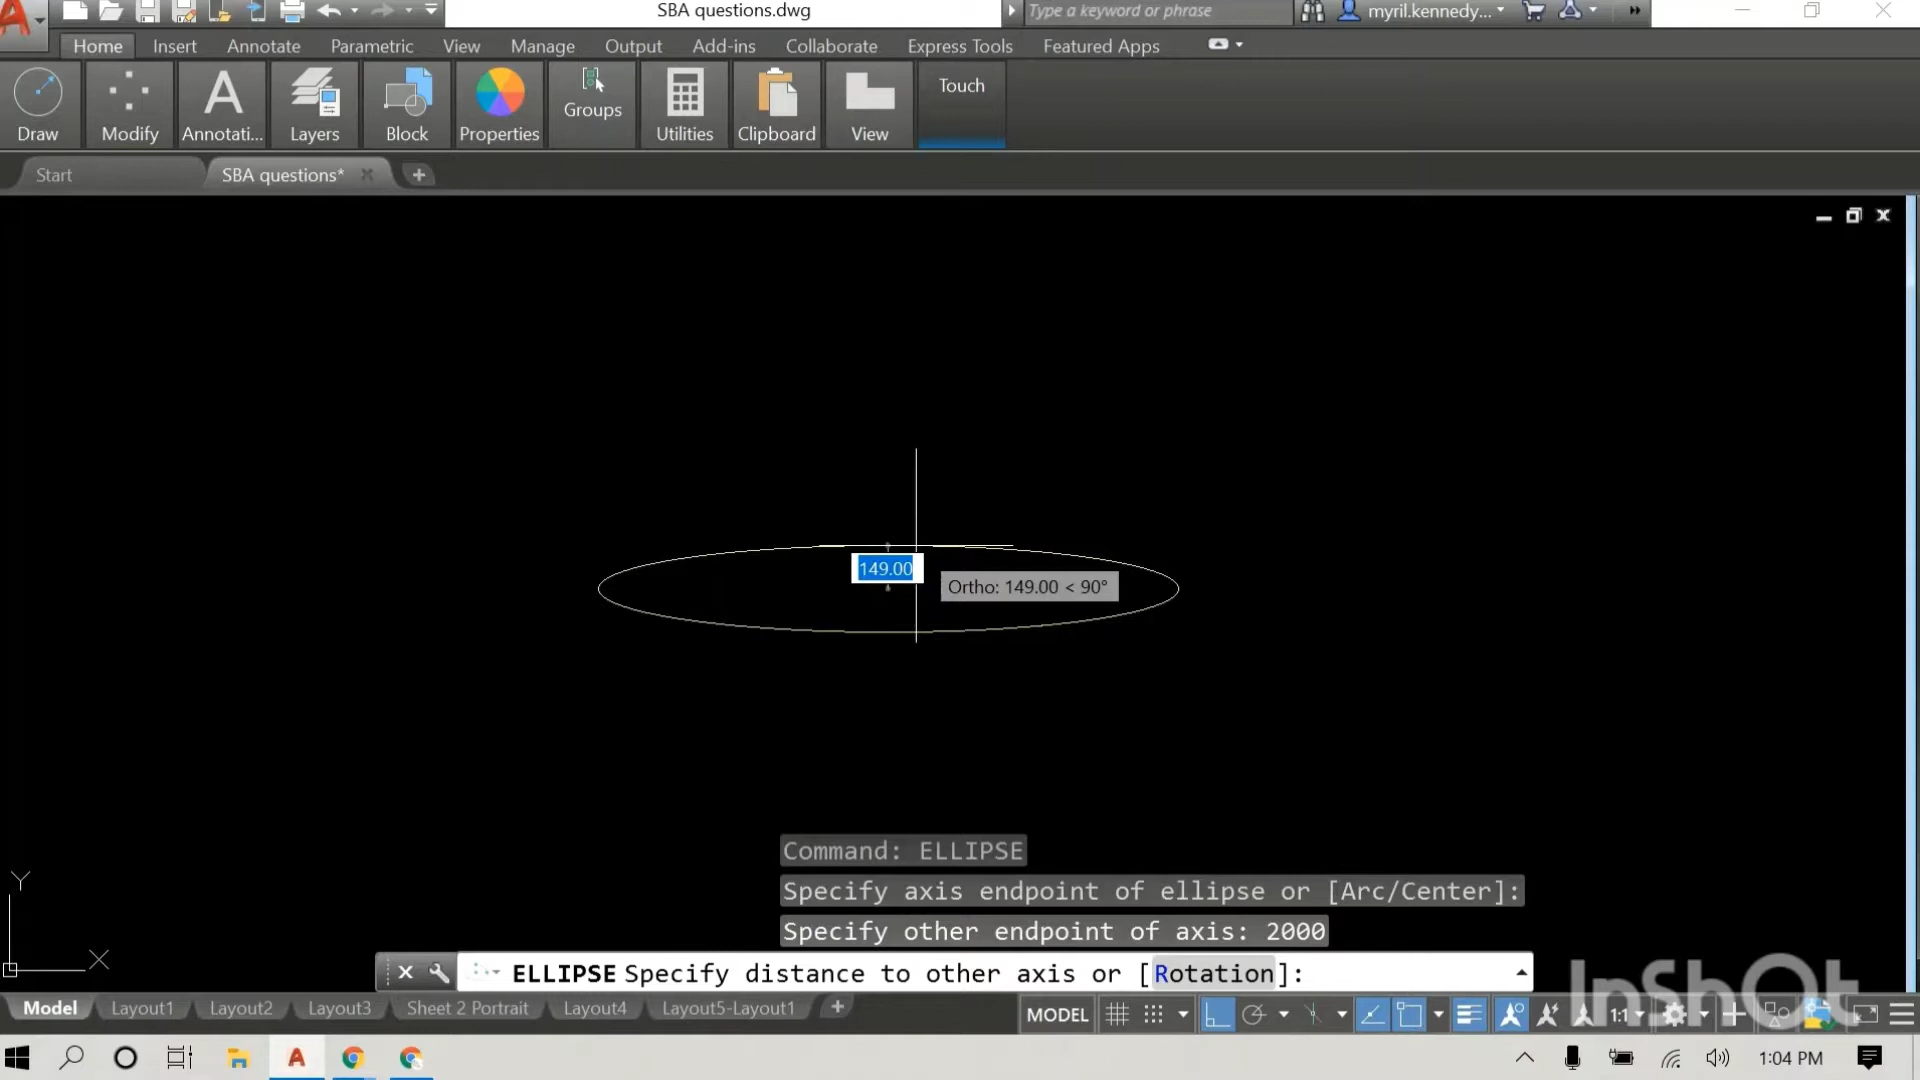 SBA questions.dwg
Type a keyword or phrase
myril.kennedy...
Home Insert Annotate Parametric View Manage Output Add-ins Collaborate Express Tools Featured Apps
Draw Modify Annotati... Layers Block Properties Groups Utilities Clipboard View Touch
Start SBA questions*
149.00
Ortho: 149.00 < 90°
Command: ELLIPSE
Specify axis endpoint of ellipse or [Arc/Center]:
Specify other endpoint of axis: 2000
ELLIPSE Specify distance to other axis or [Rotation]:
Y
X
InShOt
Model Layout1 Layout2 Layout3 Sheet 2 Portrait Layout4 Layout5-Layout1
MODEL 1:1
1:04 PM